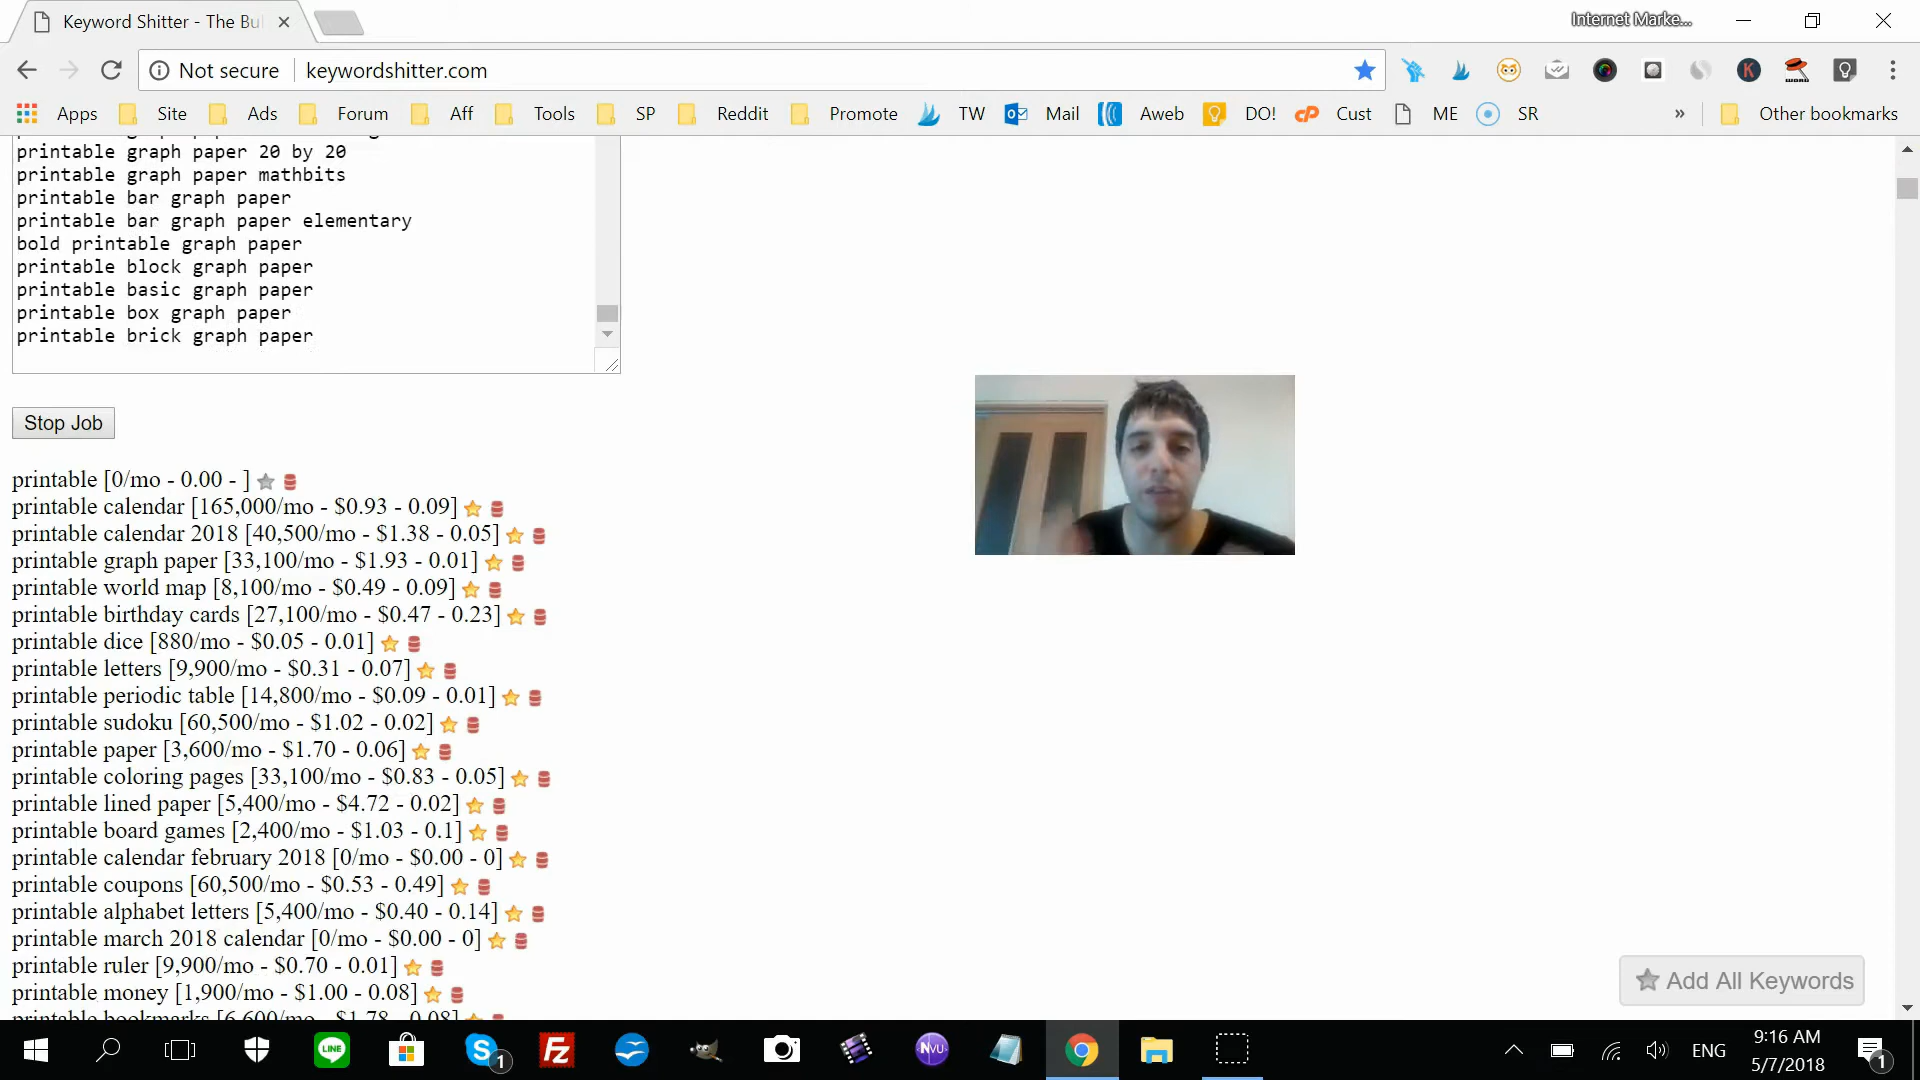 Keyword Shitter - The Bu
Internet Marke...
Not secure
keywordshitter.com
Apps
Site
Ads
Forum
Aff
Tools
SP
Reddit
Promote
TW
Mail
Aweb
DO!
Cust
ME
SR
»
Other bookmarks
printable graph paper 20 by 20
printable graph paper mathbits
printable bar graph paper
printable bar graph paper elementary
bold printable graph paper
printable block graph paper
printable basic graph paper
printable box graph paper
printable brick graph paper
Stop Job
printable [0/mo - 0.00 - ]
printable calendar [165,000/mo - $0.93 - 0.09]
printable calendar 2018 [40,500/mo - $1.38 - 0.05]
printable graph paper [33,100/mo - $1.93 - 0.01]
printable world map [8,100/mo - $0.49 - 0.09]
printable birthday cards [27,100/mo - $0.47 - 0.23]
printable dice [880/mo - $0.05 - 0.01]
printable letters [9,900/mo - $0.31 - 0.07]
printable periodic table [14,800/mo - $0.09 - 0.01]
printable sudoku [60,500/mo - $1.02 - 0.02]
printable paper [3,600/mo - $1.70 - 0.06]
printable coloring pages [33,100/mo - $0.83 - 0.05]
printable lined paper [5,400/mo - $4.72 - 0.02]
printable board games [2,400/mo - $1.03 - 0.1]
printable calendar february 2018 [0/mo - $0.00 - 0]
printable coupons [60,500/mo - $0.53 - 0.49]
printable alphabet letters [5,400/mo - $0.40 - 0.14]
printable march 2018 calendar [0/mo - $0.00 - 0]
printable ruler [9,900/mo - $0.70 - 0.01]
printable money [1,900/mo - $1.00 - 0.08]
printable bookmarks [6,600/mo - $1.78 - 0.08]
Add All Keywords
ENG
9:16 AM
5/7/2018